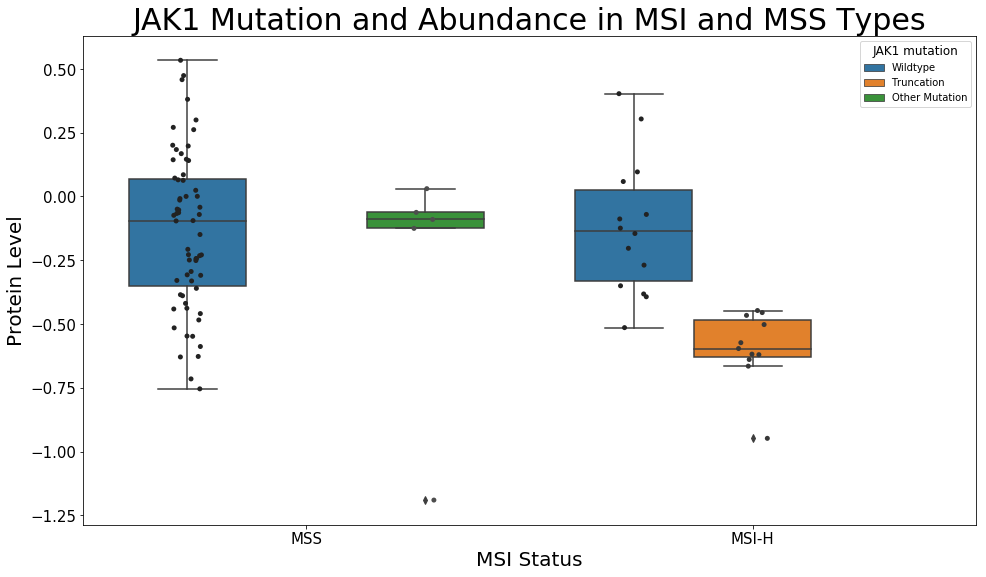 JAK1 Mutation and Abundance in MSI and MSS Types
JAK1 mutation
Wildtype
Truncation
Other Mutation
Protein Level
0.50
0.25
0.00
−0.25
−0.50
−0.75
−1.00
−1.25
MSS
MSI-H
MSI Status